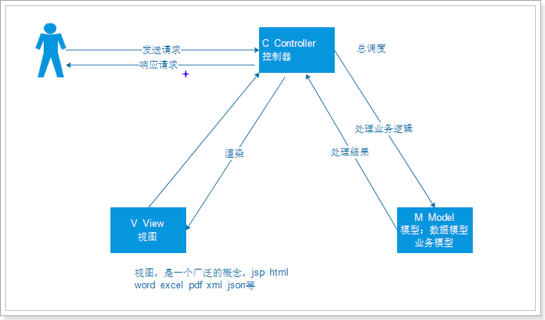 发送请求
响应请求
C Controller
控制器
总调度
处理业务逻辑
处理结果
渲染
V View
视图
M Model
模型：数据模型
业务模型
视图，是一个广泛的概念，jsp html
word excel pdf xml json等